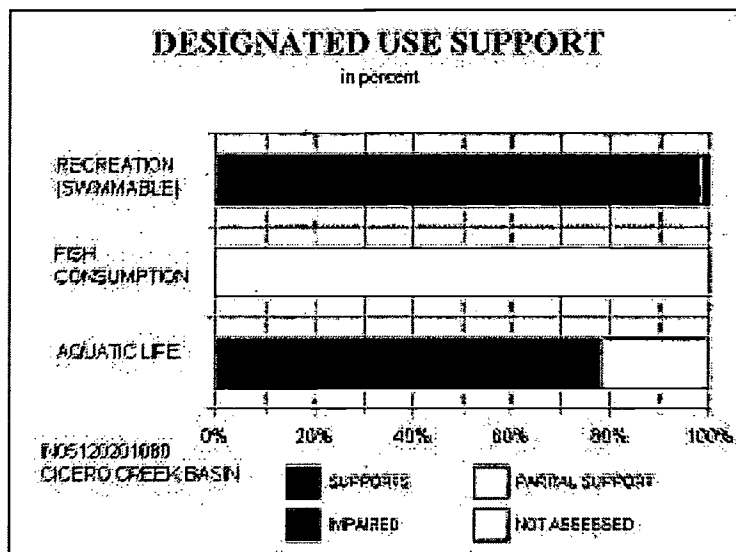 DESIGNATED USE SUPPORT
in percent
RECREATION
(SWIMMABLE)
FISH
CONSUMPTION
AQUATIC LIFE
0% 20% 40% 60% 80% 100%
IN05120201080
CICERO CREEK BASIN
SUPPORTS
PARTIAL SUPPORT
IMPAIRED
NOT ASSESSED